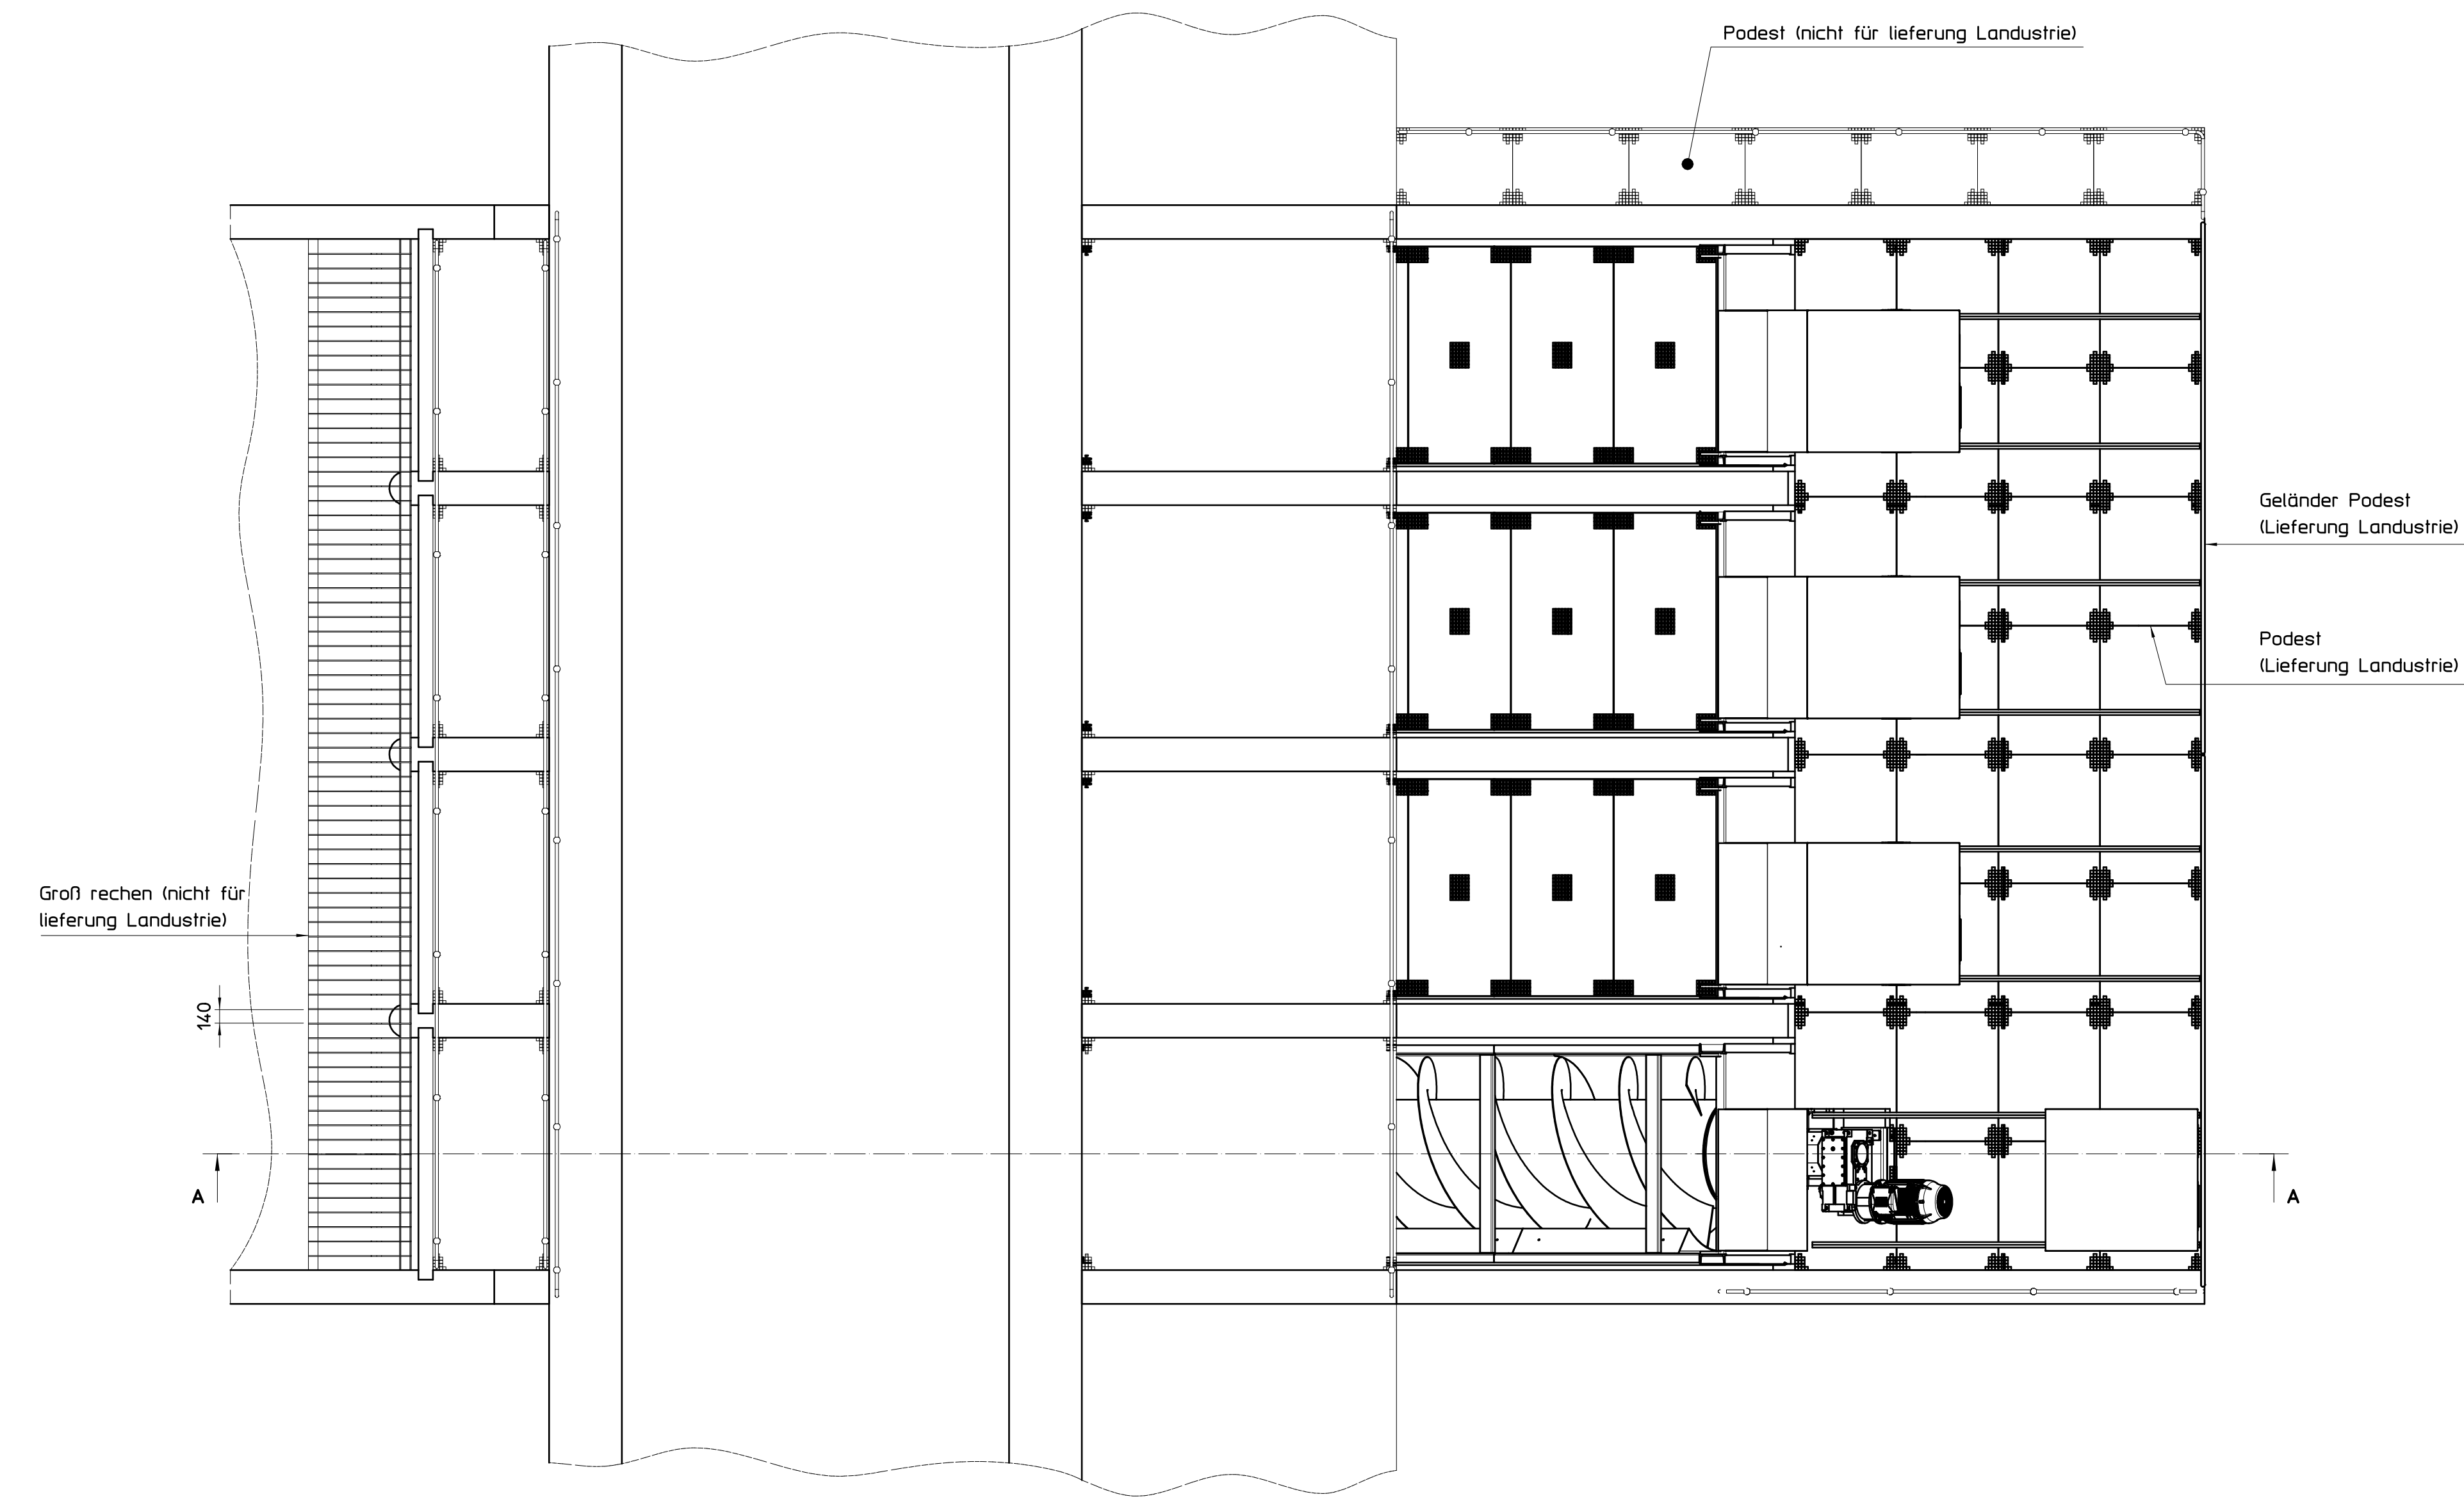 Podest (nicht für lieferung Landustrie)
Geländer Podest
(Lieferung Landustrie)
Podest
(Lieferung Landustrie)
Groß rechen (nicht für
lieferung Landustrie)
140
A
A